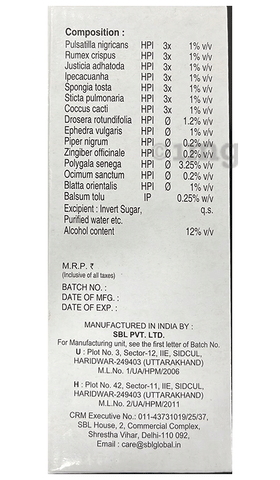 Composition :
Pulsatilla nigricans HPI 3x 1% v/v
Rumex crispus HPI 3x 1% v/v
Justicia adhatoda HPI 3x 1% v/v
Ipecacuanha HPI 3x 1% v/v
Spongia tosta HPI 3x 1% v/v
Sticta pulmonaria HPI 3x 1% v/v
Coccus cacti HPI 3x 1% v/v
Drosera rotundifolia HPI Ø 1.2% v/v
Ephedra vulgaris HPI Ø 1% v/v
Piper nigrum HPI Ø 0.2% v/v
Zingiber officinale HPI Ø 0.2% v/v
Polygala senega HPI Ø 3.25% v/v
Ocimum sanctum HPI Ø 0.2% v/v
Blatta orientalis HPI Ø 1% v/v
Balsum tolu IP 0.25% w/v
Excipient : Invert Sugar, q.s.
Purified water etc.
Alcohol content 12% v/v
M.R.P. ₹
(Inclusive of all taxes)
BATCH NO. :
DATE OF MFG. :
DATE OF EXP. :
MANUFACTURED IN INDIA BY :
SBL PVT. LTD.
For Manufacturing unit, see the first letter of Batch No.
U : Plot No. 3, Sector-12, IIE, SIDCUL,
HARIDWAR-249403 (UTTARAKHAND)
M.L.No. 1/UA/HPM/2006
H : Plot No. 42, Sector-11, IIE, SIDCUL,
HARIDWAR-249403 (UTTARAKHAND)
M.L.No. 2/UA/HPM/2011
CRM Executive No.: 011-43731019/25/37,
SBL House, 2, Commercial Complex,
Shrestha Vihar, Delhi-110 092,
Email : care@sblglobal.in